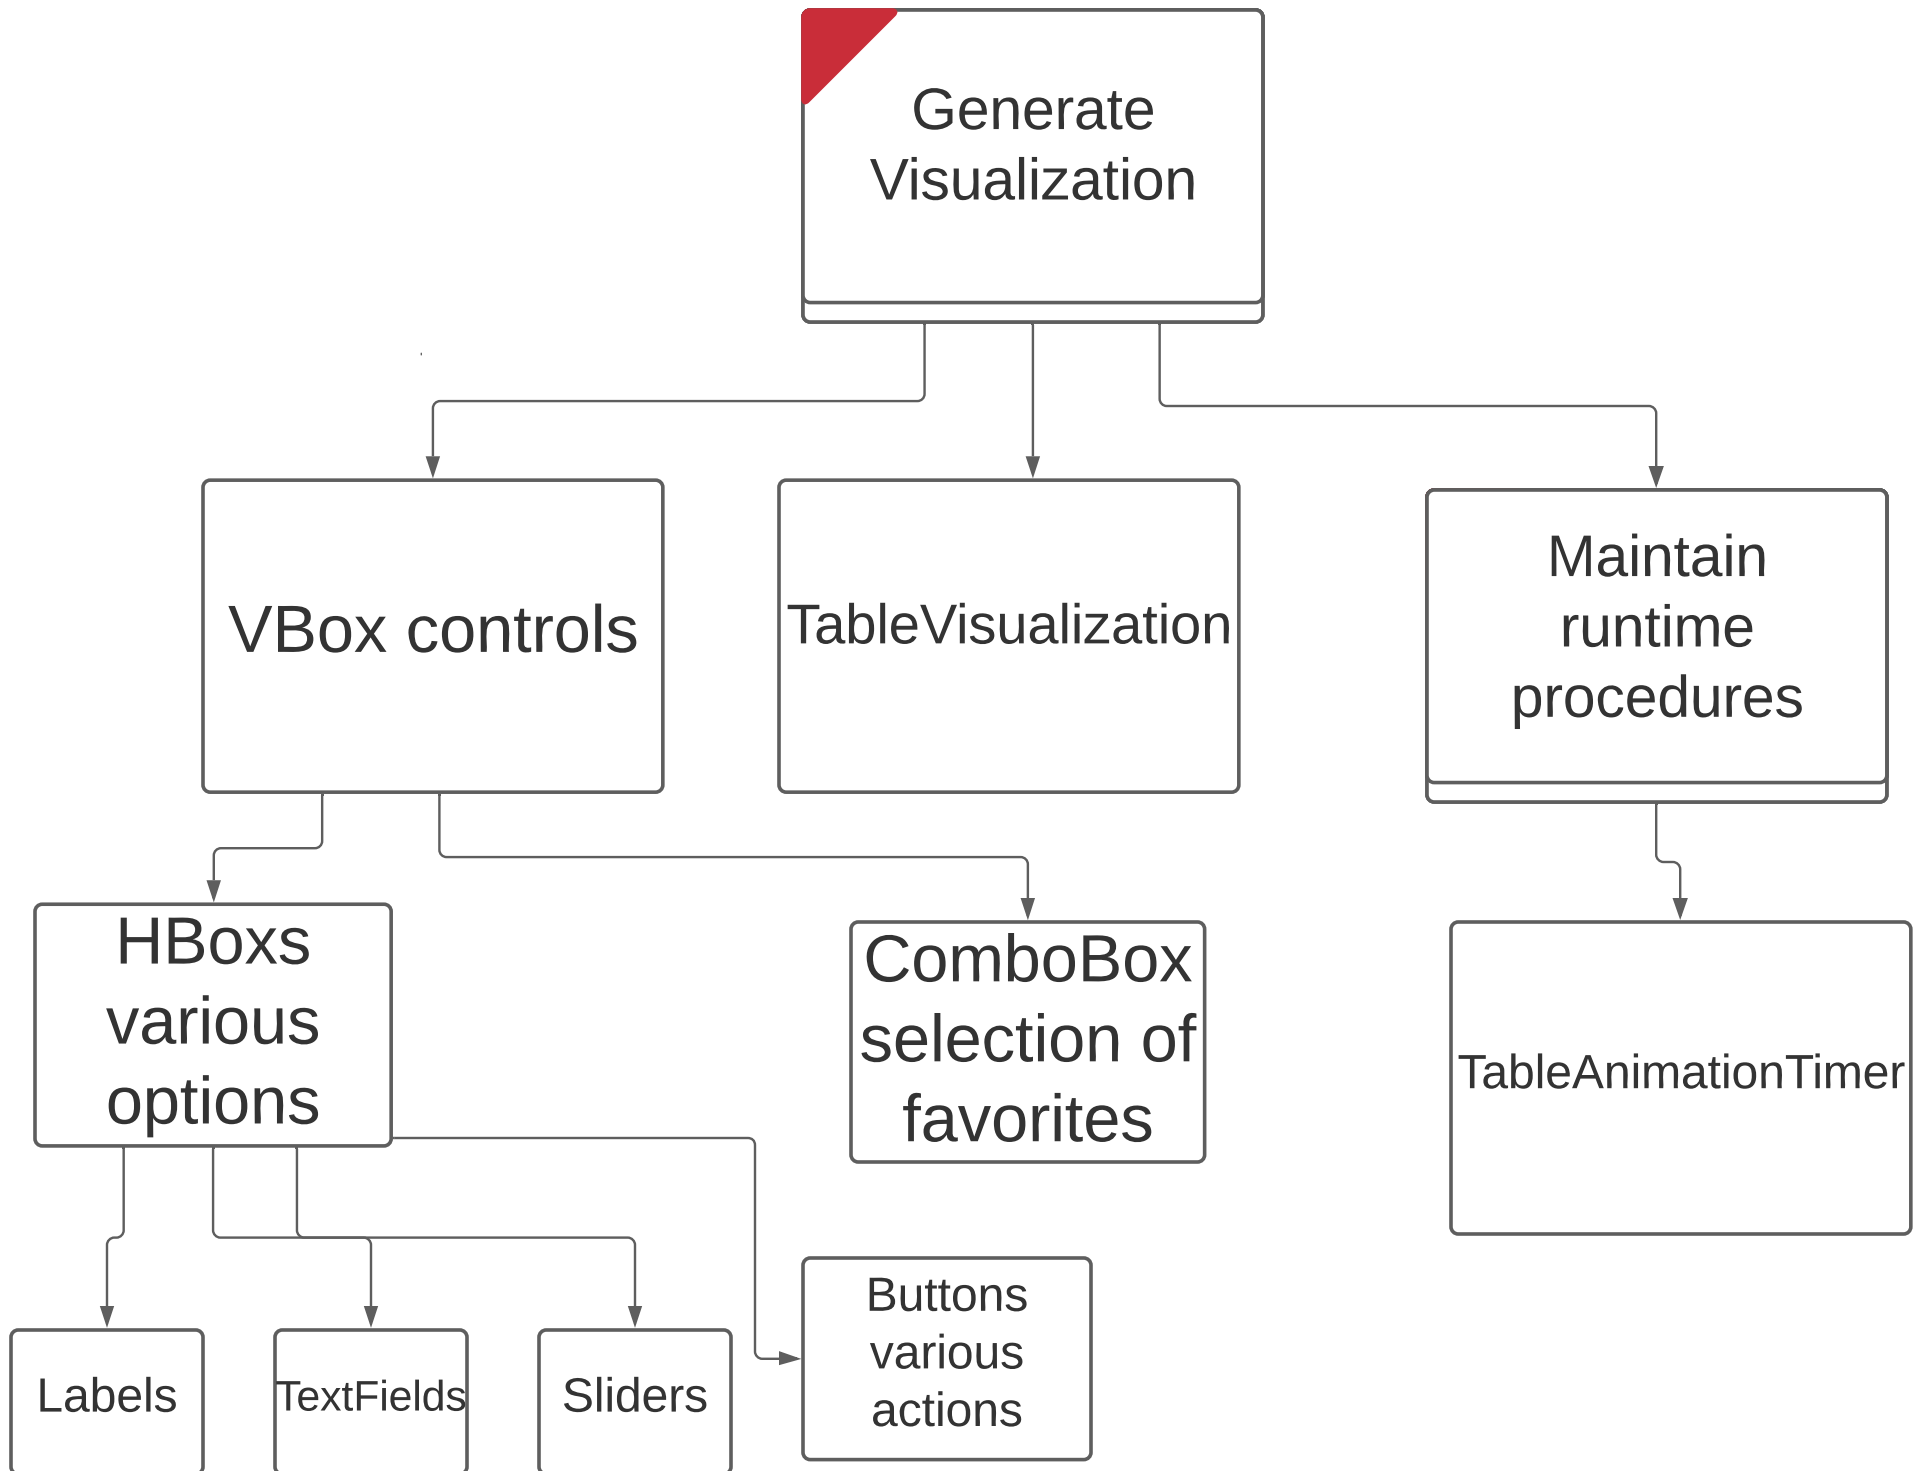 Generate
Visualization
VBox controls
TableVisualization
Maintain
runtime
procedures
HBoxs
various
options
ComboBox
selection of
favorites
TableAnimationTimer
Labels
TextFields
Sliders
Buttons
various
actions